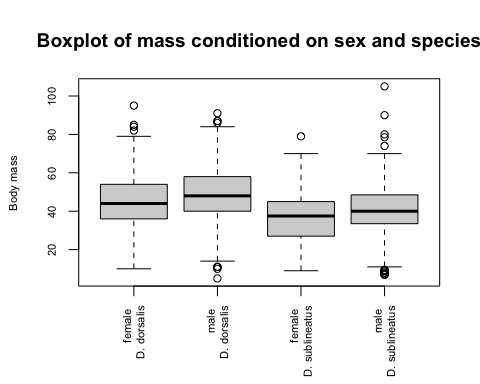 Boxplot of mass conditioned on sex and species
Body mass
100
80
60
40
20
female
D. dorsalis
male
D. dorsalis
female
D. sublineatus
male
D. sublineatus